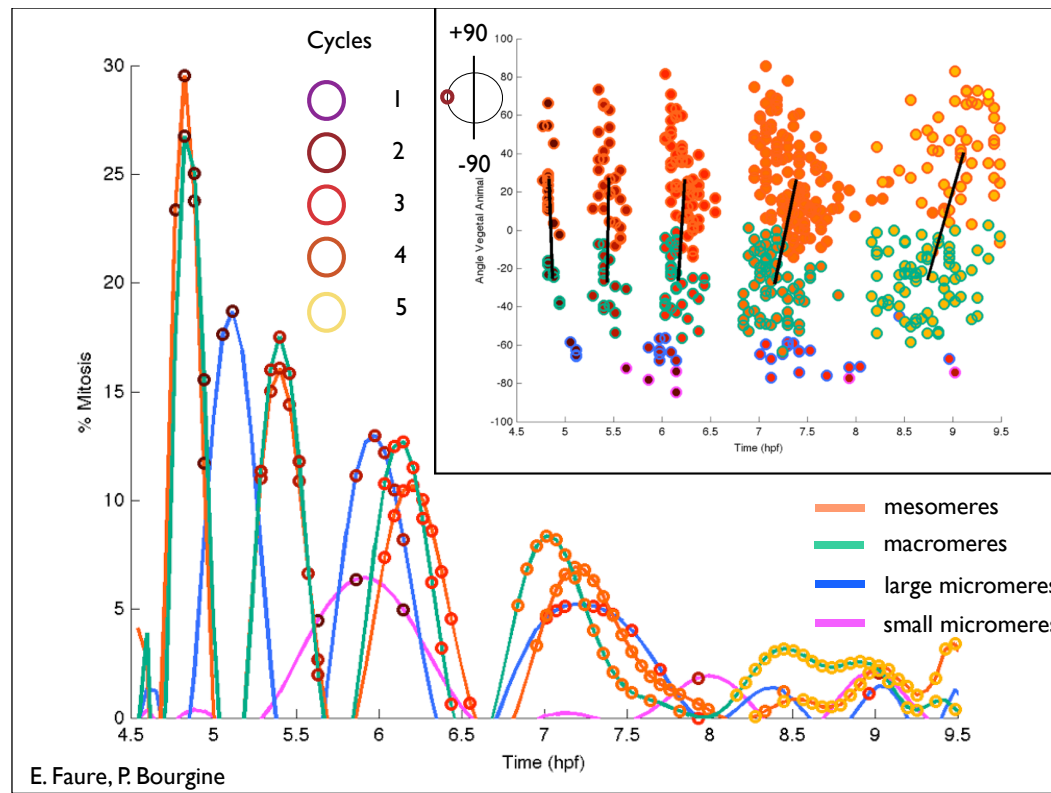 Cycles
1
2
3
4
5
+90
-90
100
80
60
40
20
0
-20
-40
-60
-80
-100
Angle Vegetal Animal
4.5 5 5.5 6 6.5 7 7.5 8 8.5 9 9.5
Time (hpf)
30
25
20
15
10
5
0
% Mitosis
mesomeres
macromeres
large micromeres
small micromeres
4.5 5 5.5 6 6.5 7 7.5 8 8.5 9 9.5
Time (hpf)
E. Faure, P. Bourgine